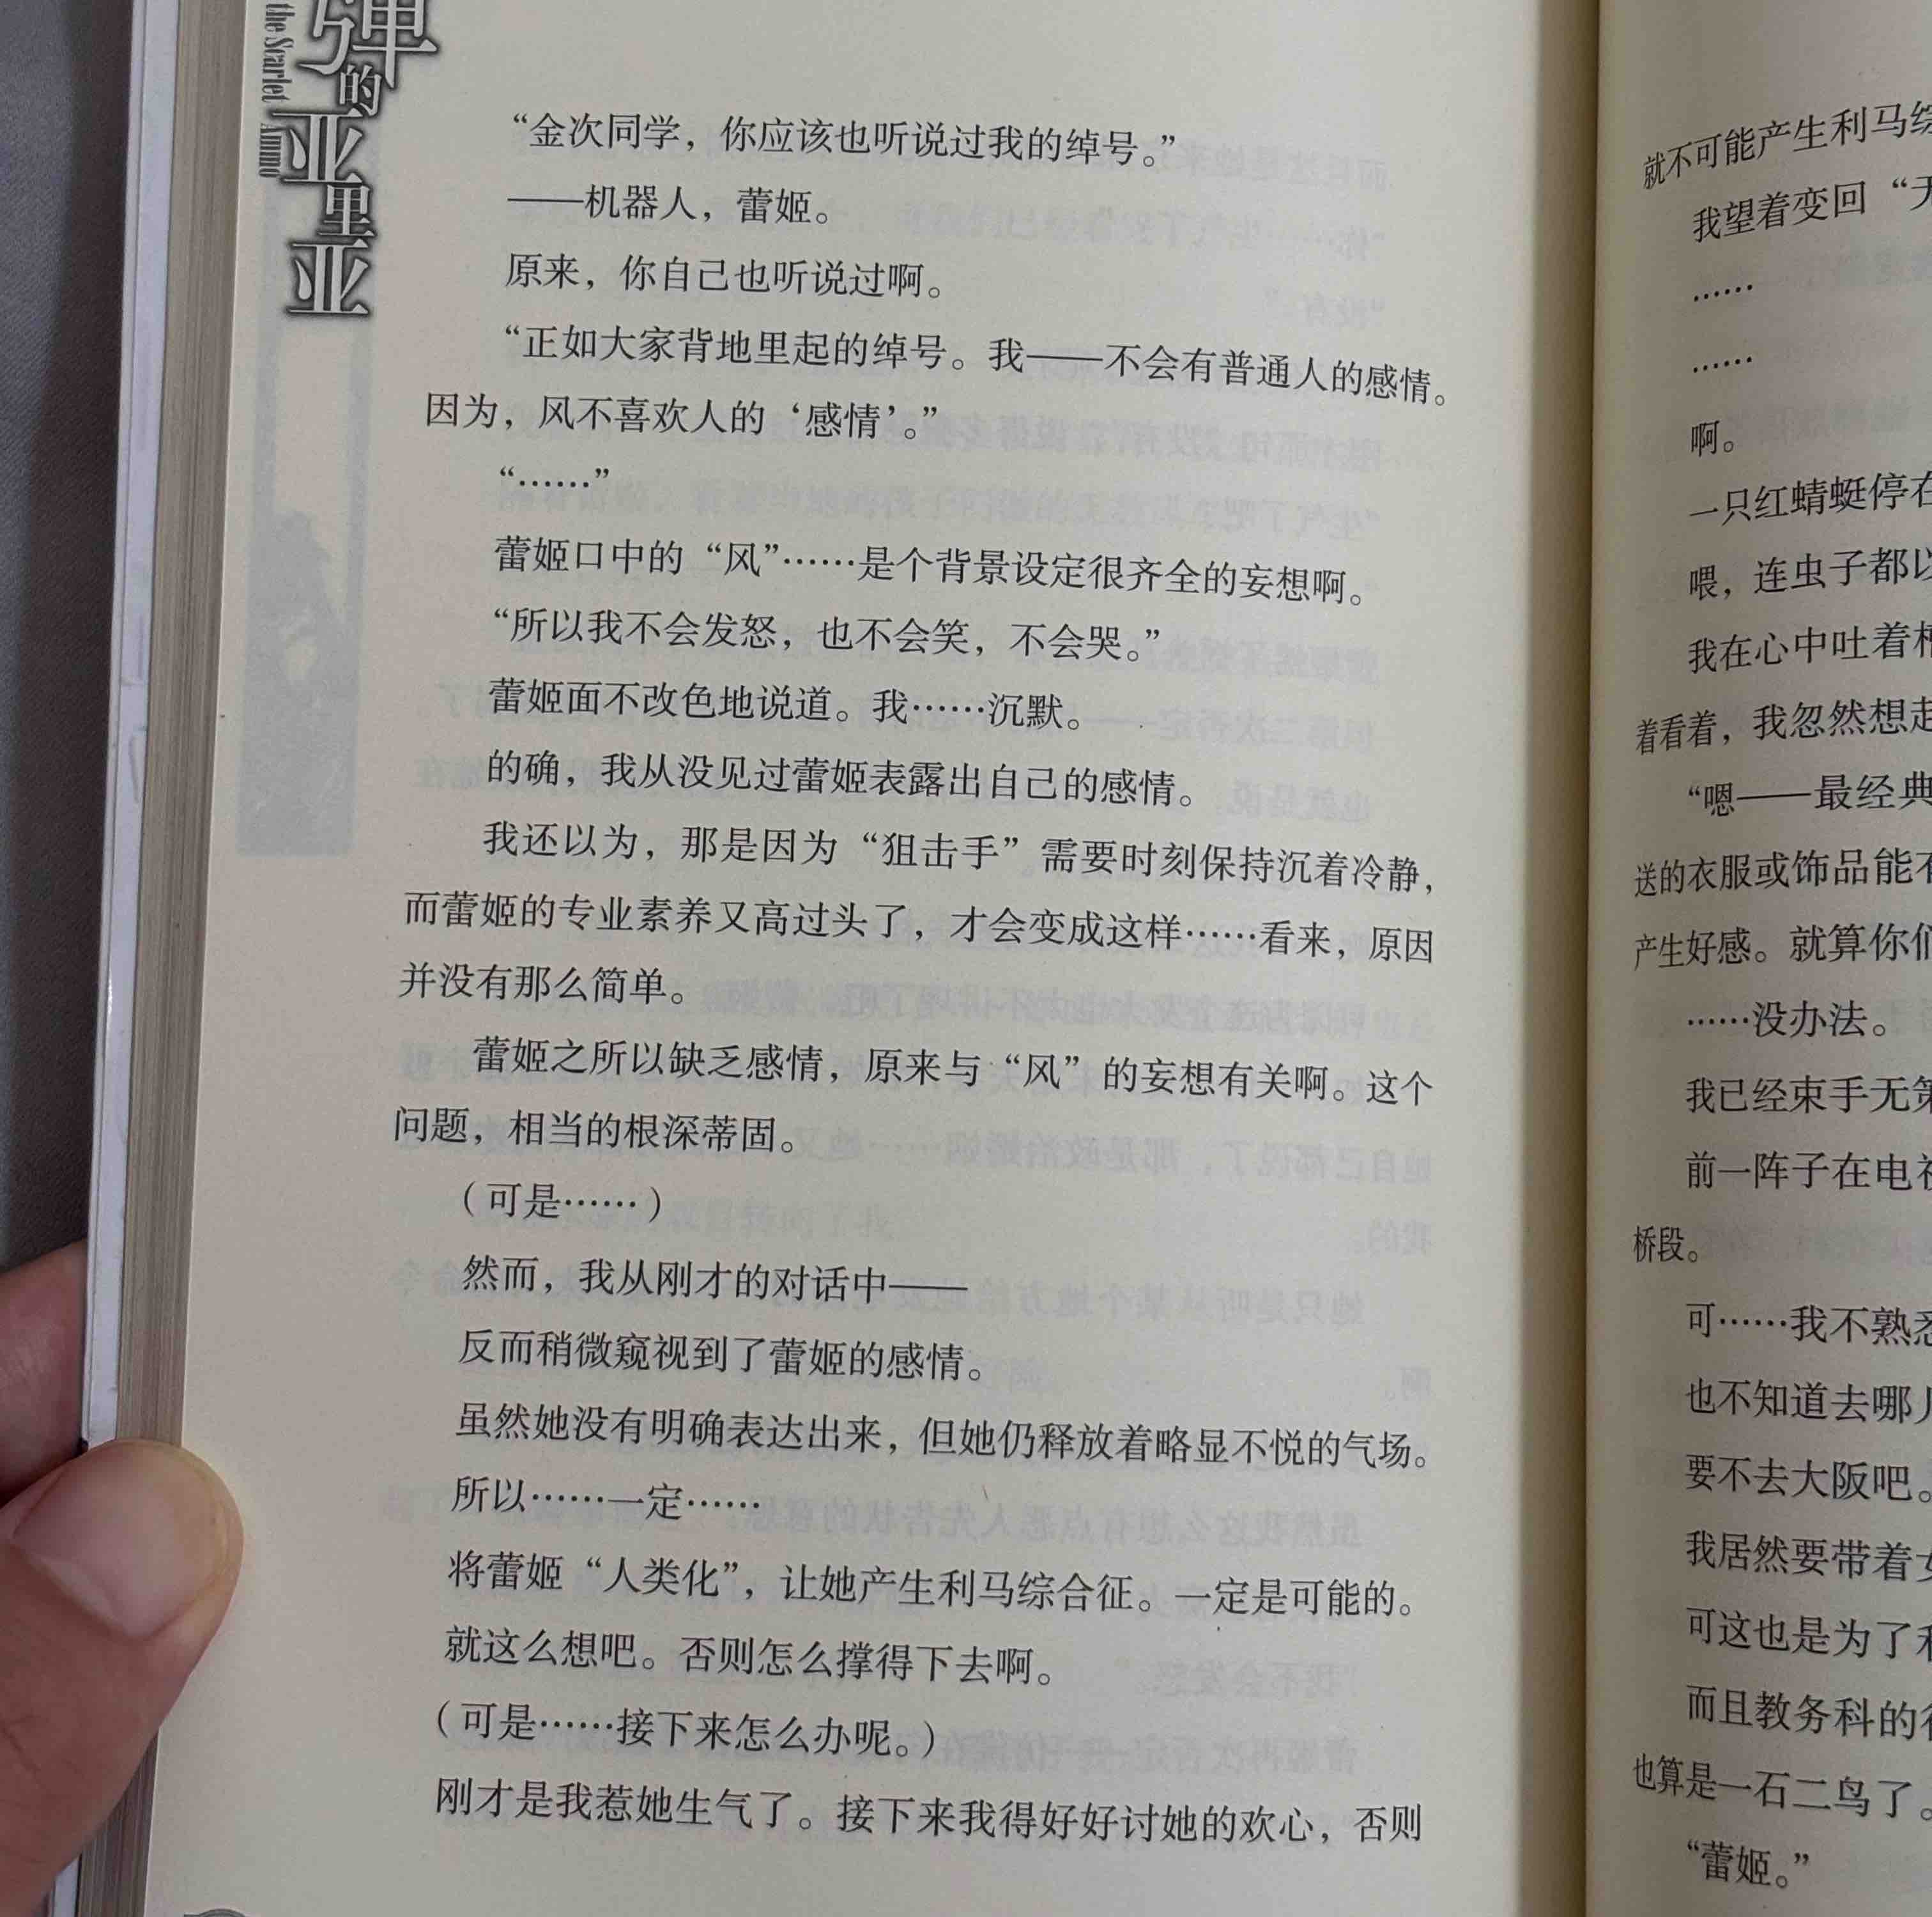 弹的亚里亚
the Scarlet Ammo
“金次同学，你应该也听说过我的绰号。”
——机器人，蕾姬。
原来，你自己也听说过啊。
“正如大家背地里起的绰号。我——不会有普通人的感情。
因为，风不喜欢人的‘感情’。”
“……”
蕾姬口中的“风”……是个背景设定很齐全的妄想啊。
“所以我不会发怒，也不会笑，不会哭。”
蕾姬面不改色地说道。我……沉默。
的确，我从没见过蕾姬表露出自己的感情。
我还以为，那是因为“狙击手”需要时刻保持沉着冷静，
而蕾姬的专业素养又高过头了，才会变成这样……看来，原因
并没有那么简单。
蕾姬之所以缺乏感情，原来与“风”的妄想有关啊。这个
问题，相当的根深蒂固。
（可是……）
然而，我从刚才的对话中——
反而稍微窥视到了蕾姬的感情。
虽然她没有明确表达出来，但她仍释放着略显不悦的气场。
所以……一定……
将蕾姬“人类化”，让她产生利马综合征。一定是可能的。
就这么想吧。否则怎么撑得下去啊。
（可是……接下来怎么办呢。）
刚才是我惹她生气了。接下来我得好好讨她的欢心，否则
就不可能产生利马综
我望着变回“无
……
……
啊。
一只红蜻蜓停在
喂，连虫子都以
我在心中吐着槽
着看着，我忽然想起
“嗯——最经典
送的衣服或饰品能不
产生好感。就算你们
……没办法。
我已经束手无策
前一阵子在电视
桥段。
可……我不熟悉
也不知道去哪儿
要不去大阪吧。
我居然要带着女
可这也是为了利
而且教务科的
也算是一石二鸟了。
“蕾姬。”